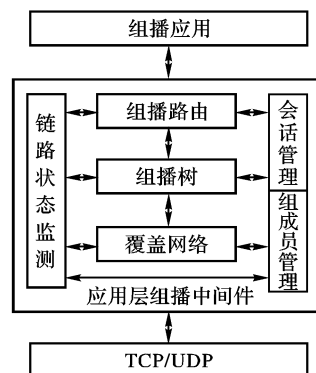 组播应用
链路状态监测
组播路由
组播树
覆盖网络
会话管理
组成员管理
应用层组播中间件
TCP/UDP